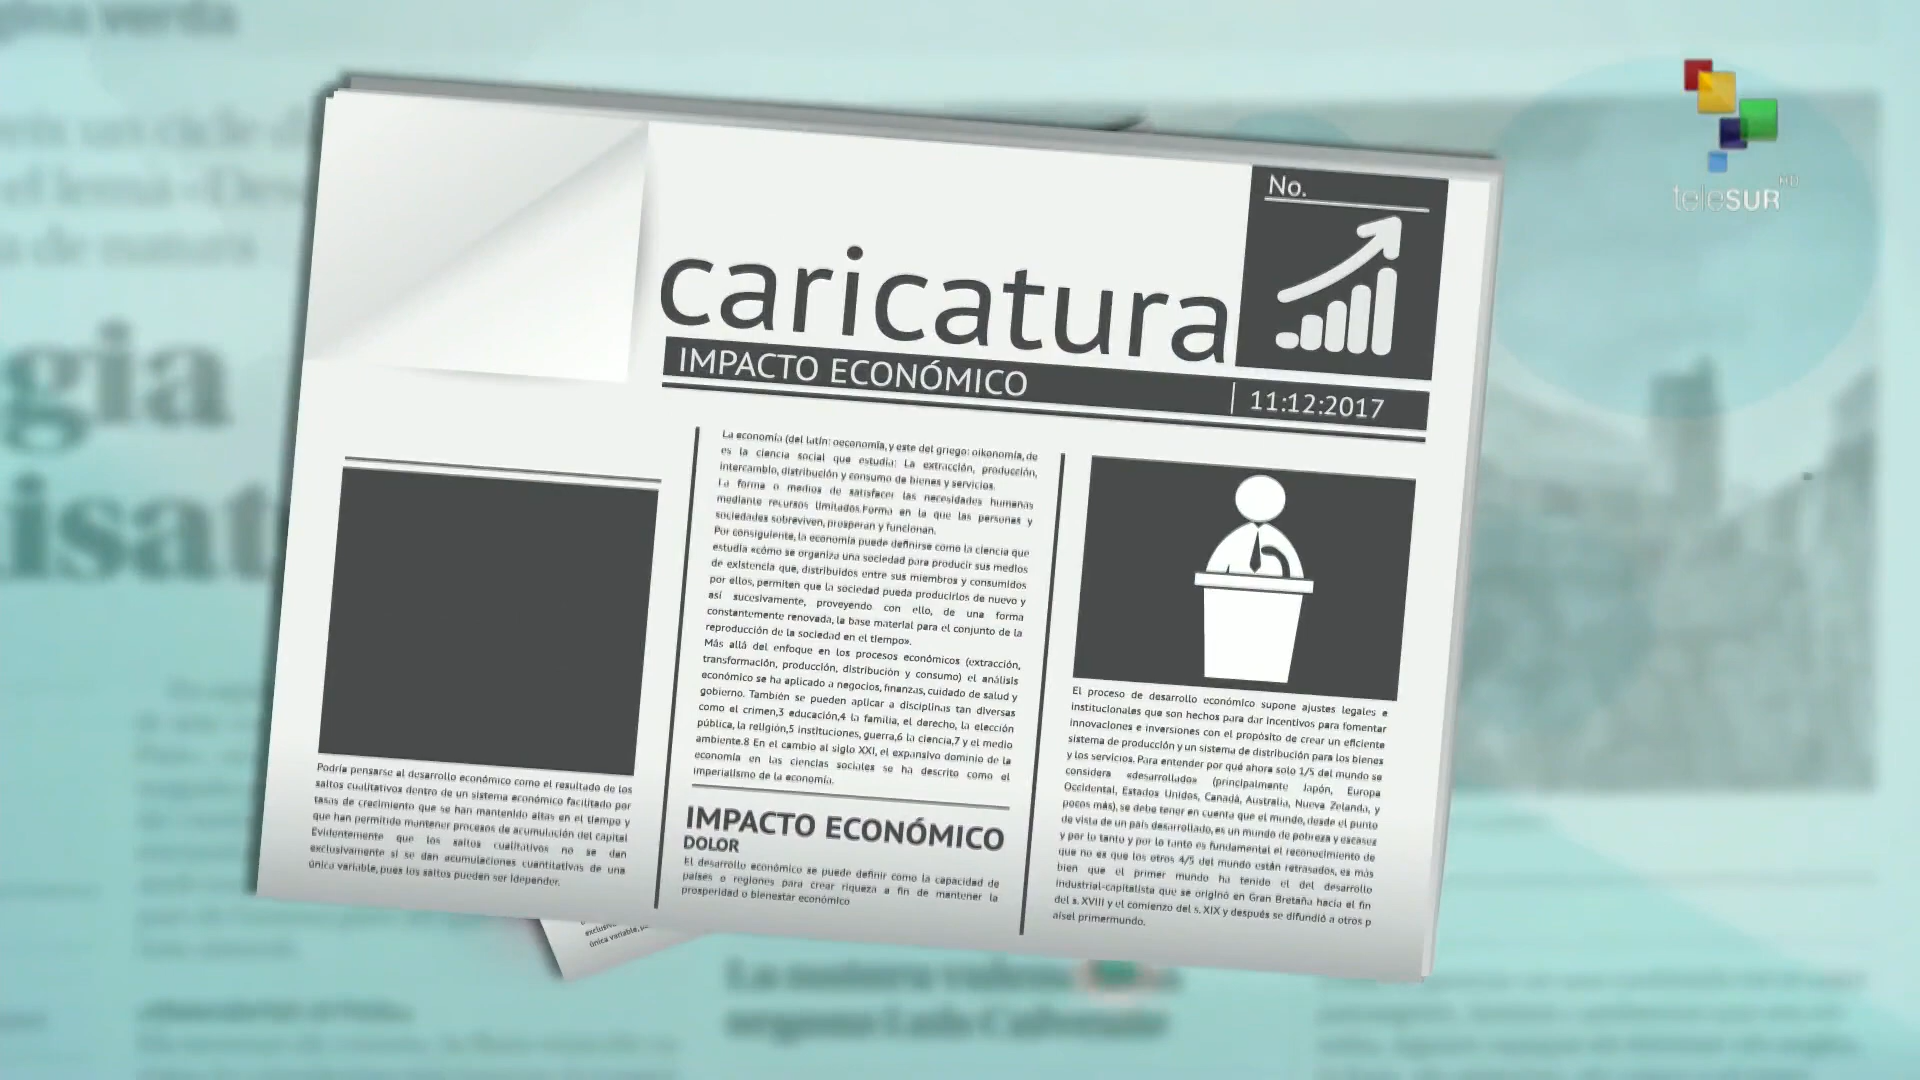 teleSUR HD
No.
caricatura
IMPACTO ECONÓMICO
11:12:2017
Podría pensarse al desarrollo económico como el resultado de los
saltos cualitativos dentro de un sistema económico facilitado por
tasas de crecimiento que se han mantenido altas en el tiempo y
que han permitido mantener procesos de acumulación del capital
Evidentemente que los saltos cualitativos no se dan
exclusivamente si se dan acumulaciones cuantitativas de una
única variable, pues los saltos pueden ser idepender.
La economía (del latín: oeconomía, y este del griego: oikonomía, de
es la ciencia social que estudia: La extracción, producción,
intercambio, distribución y consumo de bienes y servicios.
La forma o medios de satisfacer las necesidades humanas
mediante recursos limitados.Forma en la que las personas y
sociedades sobreviven, prosperan y funcionan.
Por consiguiente, la economía puede definirse como la ciencia que
estudia «cómo se organiza una sociedad para producir sus medios
de existencia que, distribuidos entre sus miembros y consumidos
por ellos, permiten que la sociedad pueda producirlos de nuevo y
así sucesivamente, proveyendo con ello, de una forma
constantemente renovada, la base material para el conjunto de la
reproducción de la sociedad en el tiempo».
Más allá del enfoque en los procesos económicos (extracción,
transformación, producción, distribución y consumo) el análisis
económico se ha aplicado a negocios, finanzas, cuidado de salud y
gobierno. También se pueden aplicar a disciplinas tan diversas
como el crimen,3 educación,4 la familia, el derecho, la elección
pública, la religión,5 instituciones, guerra,6 la ciencia,7 y el medio
ambiente.8 En el cambio al siglo XXI, el expansivo dominio de la
economía en las ciencias sociales se ha descrito como el
imperialismo de la economía.
IMPACTO ECONÓMICO
DOLOR
El desarrollo económico se puede definir como la capacidad de
países o regiones para crear riqueza a fin de mantener la
prosperidad o bienestar económico
El proceso de desarrollo económico supone ajustes legales e
institucionales que son hechos para dar incentivos para fomentar
innovaciones e inversiones con el propósito de crear un eficiente
sistema de producción y un sistema de distribución para los bienes
y los servicios. Para entender por qué ahora solo 1/5 del mundo se
considera «desarrollado» (principalmente Japón, Europa
Occidental, Estados Unidos, Canadá, Australia, Nueva Zelanda, y
pocos más), se debe tener en cuenta que el mundo, desde el punto
de vista de un país desarrollado, es un mundo de pobreza y escasez
y por lo tanto y por lo tanto es fundamental el reconocimiento de
que no es que los otros 4/5 del mundo están retrasados, es más
bien que el primer mundo ha tenido el del desarrollo
industrial-capitalista que se originó en Gran Bretaña hacia el fin
del s. XVIII y el comienzo del s. XIX y después se difundió a otros p
aísel primermundo.
única variable,
gia
isat